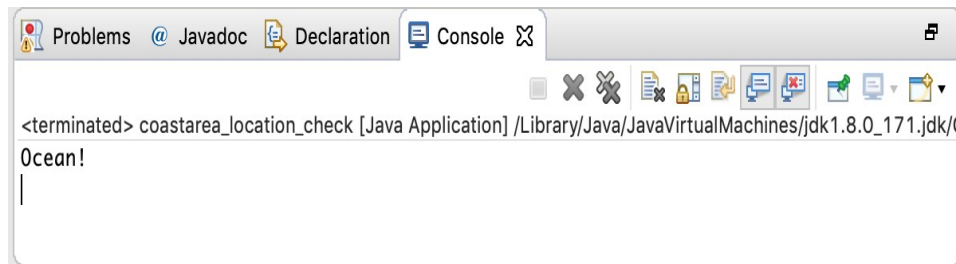 Problems @ Javadoc Declaration Console
<terminated> coastarea_location_check [Java Application] /Library/Java/JavaVirtualMachines/jdk1.8.0_171.jdk/
Ocean!